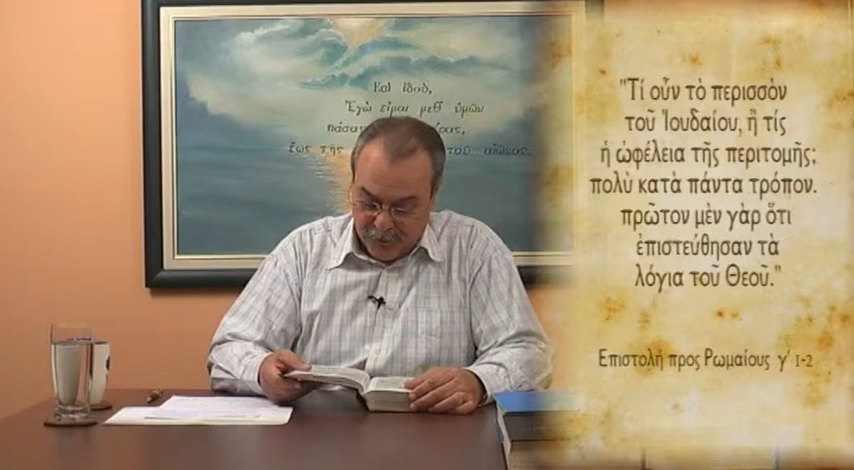 Καὶ ἰδού,
Ἐγὼ εἶμαι μεθ' ὑμῶν
πάσας
ἕως τῆς τοῦ αἰῶνος.
"Τί οὖν τὸ περισσὸν
τοῦ Ἰουδαίου, ἢ τίς
ἡ ὠφέλεια τῆς περιτομῆς;
πολὺ κατὰ πάντα τρόπον.
πρῶτον μὲν γὰρ ὅτι
ἐπιστεύθησαν τὰ
λόγια τοῦ Θεοῦ."
Επιστολή προς Ρωμαίους γ' 1-2